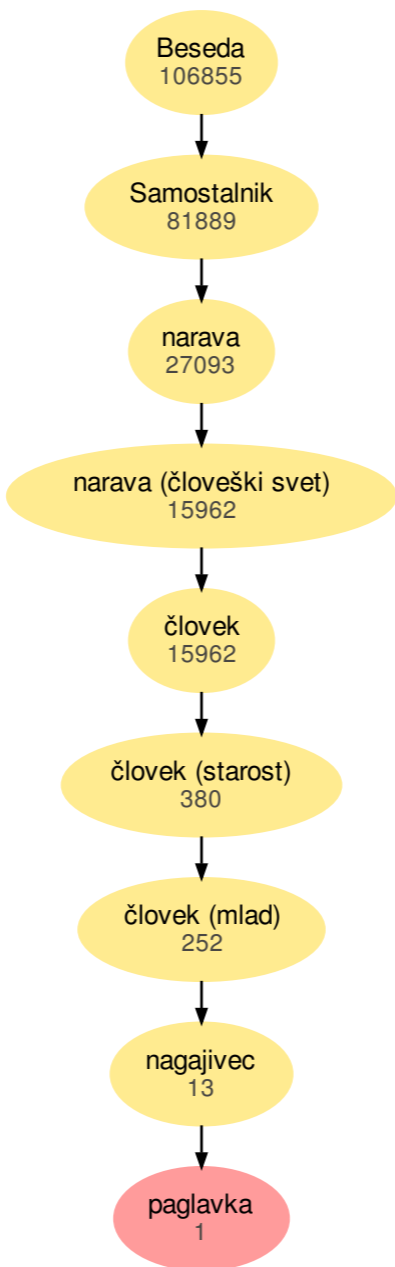 Beseda
106855
Samostalnik
81889
narava
27093
narava (človeški svet)
15962
človek
15962
človek (starost)
380
človek (mlad)
252
nagajivec
13
paglavka
1